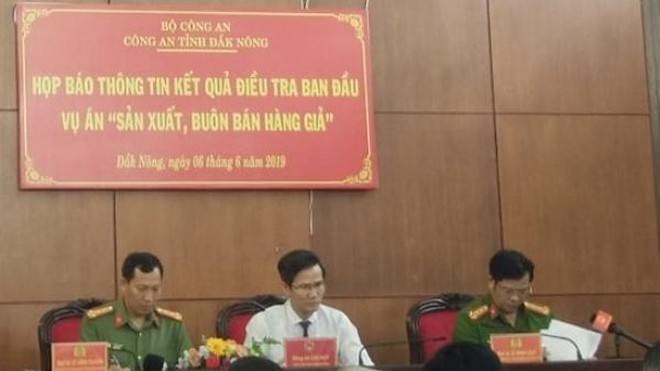 BỘ CÔNG AN
CÔNG AN TỈNH ĐẮK NÔNG
HỌP BÁO THÔNG TIN KẾT QUẢ ĐIỀU TRA BAN ĐẦU
VỤ ÁN “SẢN XUẤT, BUÔN BÁN HÀNG GIẢ”
Đắk Nông, ngày 06 tháng 6 năm 2019